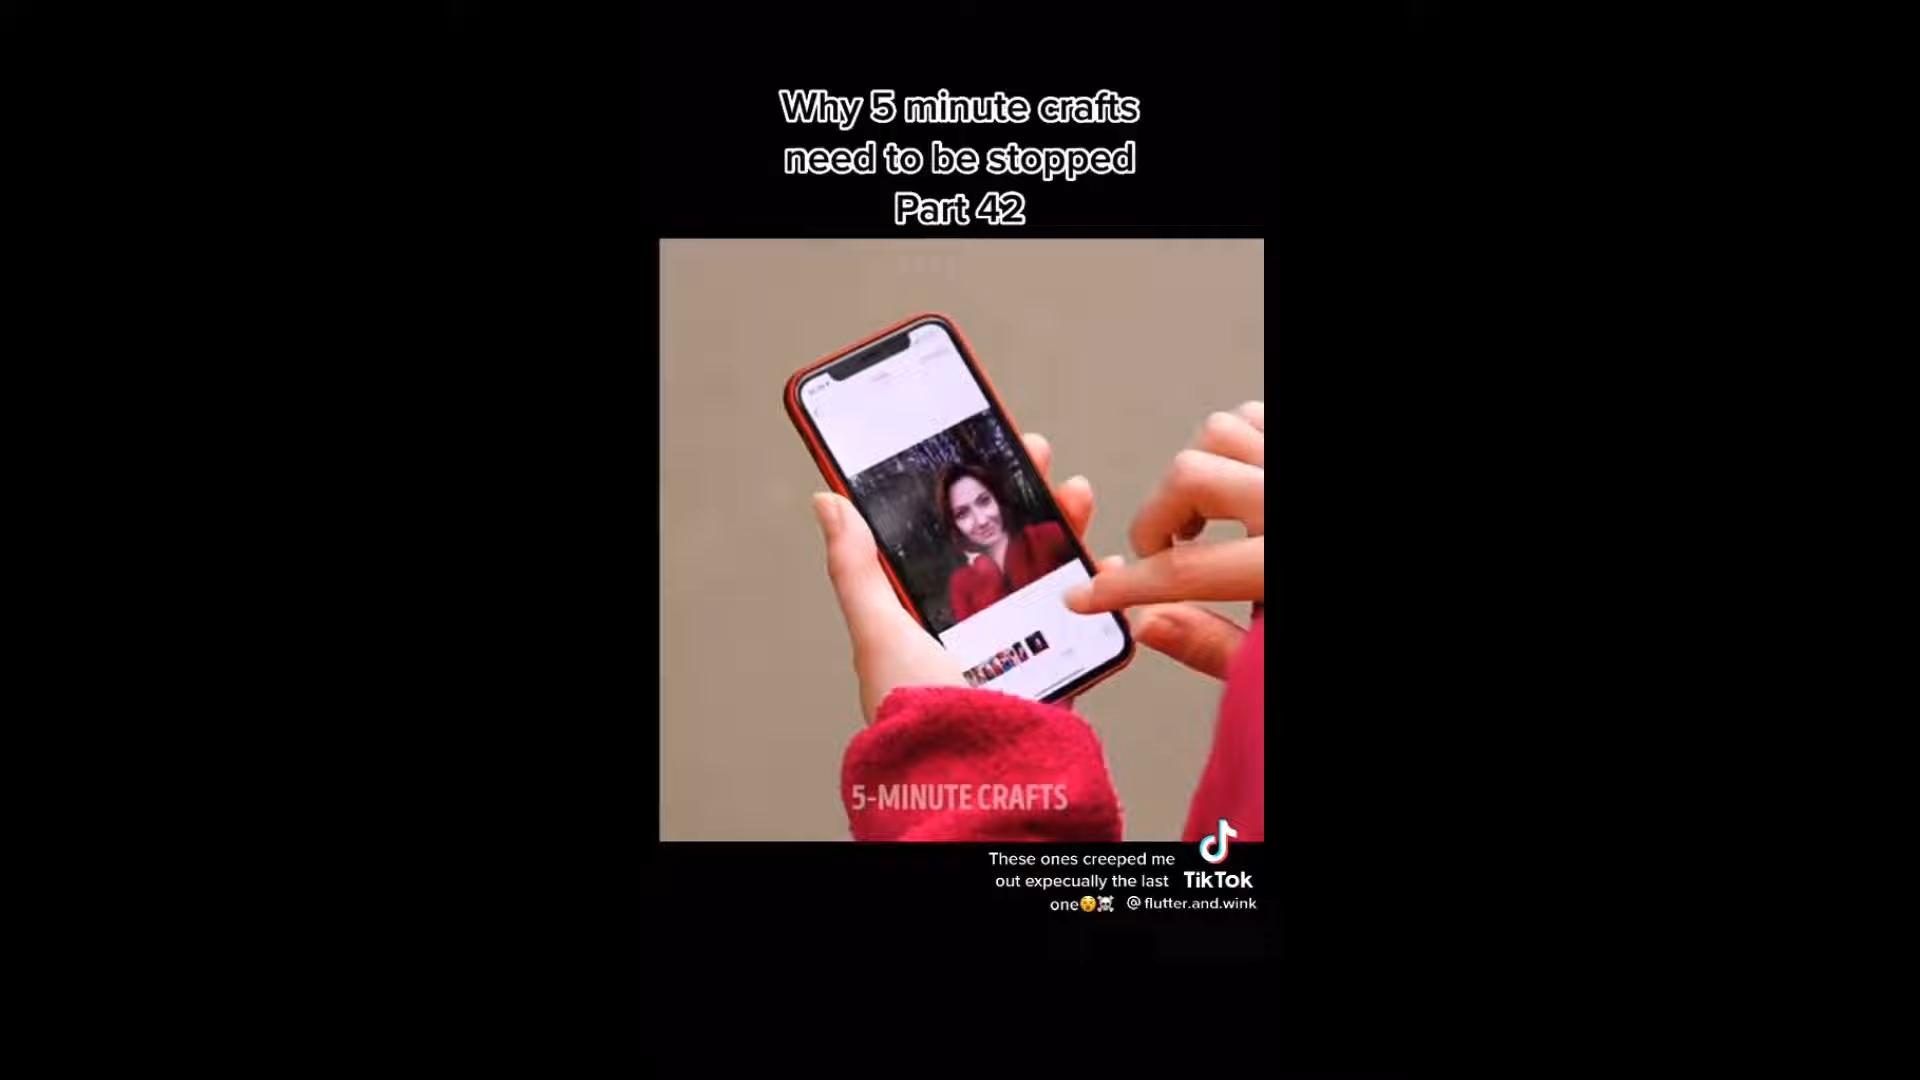 Why 5 minute crafts
need to be stopped
Part 42
5-MINUTE CRAFTS
These ones creeped me
out expecually the last
one😵☠️
TikTok
@flutter.and.wink